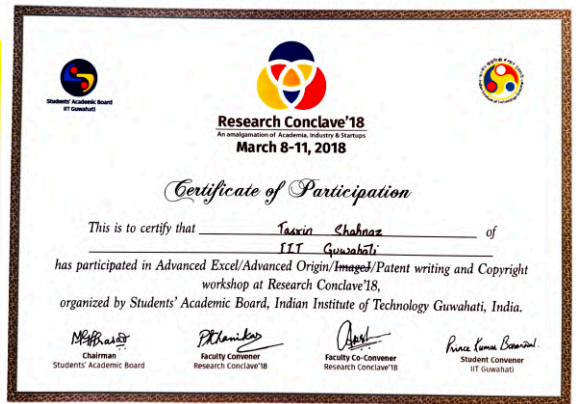 Students' Academic Board
IIT Guwahati
Research Conclave'18
An amalgamation of Academia, Industry & Startups
March 8-11, 2018
Certificate of Participation
This is to certify that Tasxin Shahnaz of
IIT Guwahati
has participated in Advanced Excel/Advanced Origin/ImageJ/Patent writing and Copyright
workshop at Research Conclave'18,
organized by Students' Academic Board, Indian Institute of Technology Guwahati, India.
Chairman
Students' Academic Board
Faculty Convener
Research Conclave'18
Faculty Co-Convener
Research Conclave'18
Prince Kumar
Student Convener
IIT Guwahati